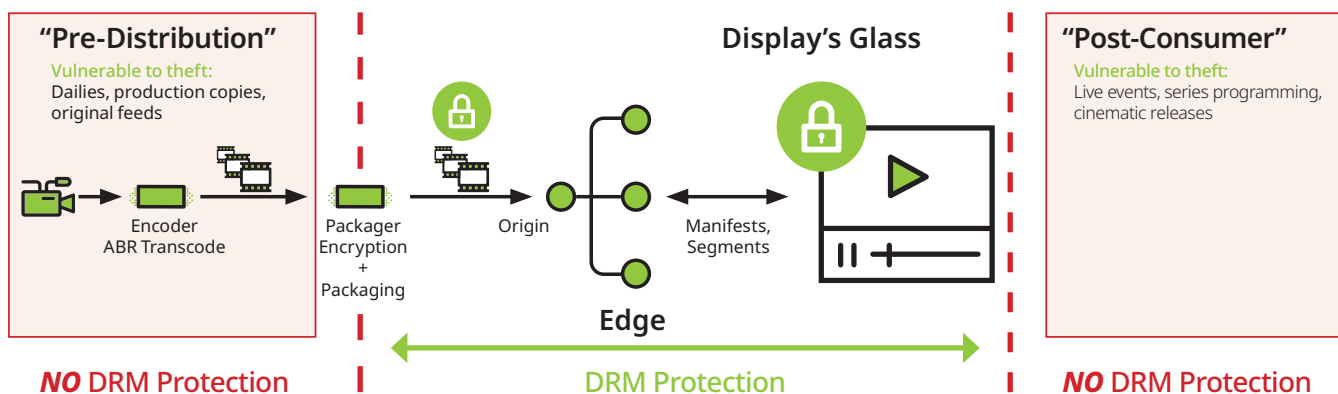 “Pre-Distribution”
Vulnerable to theft:
Dailies, production copies,
original feeds
Encoder
ABR Transcode
Packager
Encryption
+
Packaging
Origin
Edge
Manifests,
Segments
Display’s Glass
“Post-Consumer”
Vulnerable to theft:
Live events, series programming,
cinematic releases
NO DRM Protection
DRM Protection
NO DRM Protection